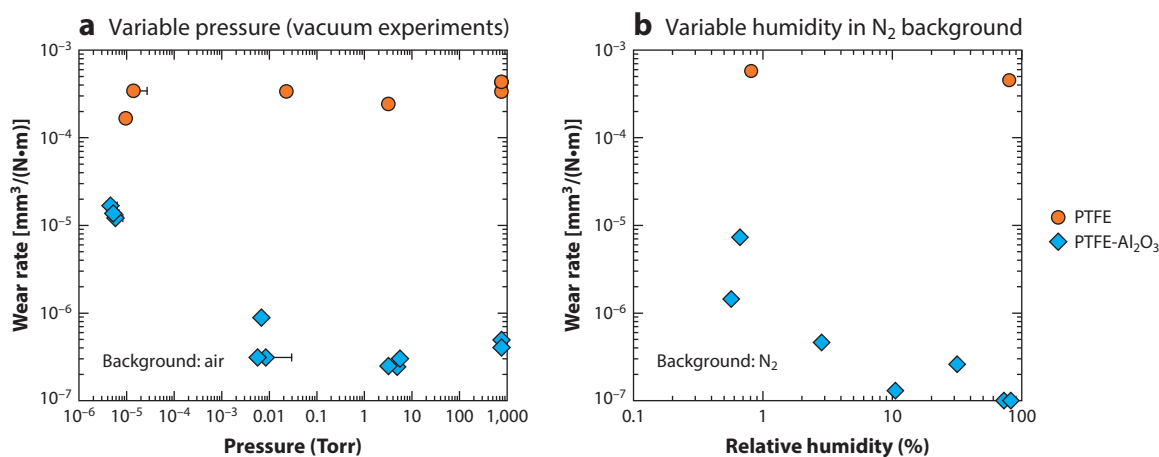 a Variable pressure (vacuum experiments)
10⁻³
10⁻⁴
10⁻⁵
10⁻⁶
10⁻⁷
Wear rate [mm³/(N•m)]
Background: air
10⁻⁶ 10⁻⁵ 10⁻⁴ 10⁻³ 0.01 0.1 1 10 100 1,000
Pressure (Torr)
b Variable humidity in N₂ background
10⁻³
10⁻⁴
10⁻⁵
10⁻⁶
10⁻⁷
Wear rate [mm³/(N•m)]
Background: N₂
0.1 1 10 100
Relative humidity (%)
PTFE
PTFE-Al₂O₃